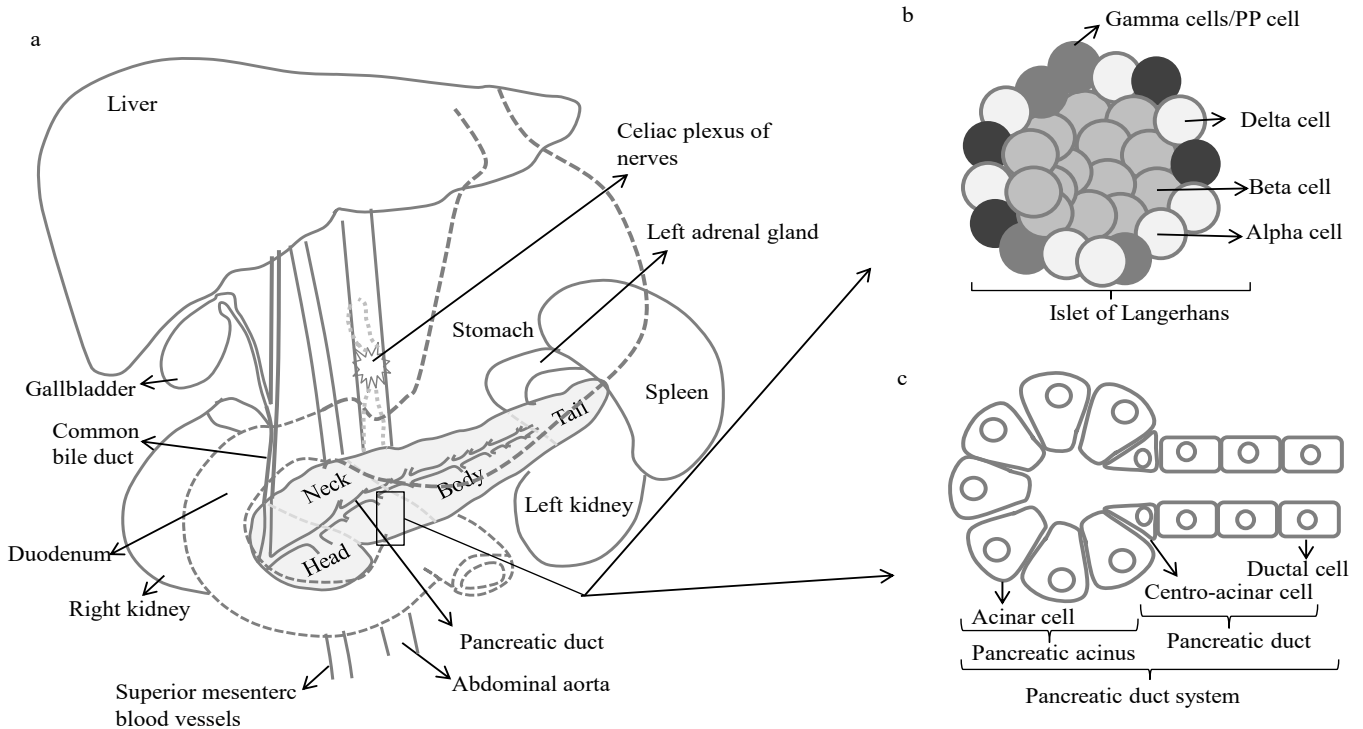 a
Liver
Celiac plexus of
nerves
Left adrenal gland
Stomach
Spleen
Gallbladder
Common
bile duct
Tail
Neck
Body
Left kidney
Duodenum
Head
Right kidney
Pancreatic duct
Superior mesenterc
blood vessels
Abdominal aorta
b
Gamma cells/PP cell
Delta cell
Beta cell
Alpha cell
Islet of Langerhans
c
Ductal cell
Centro-acinar cell
Acinar cell
Pancreatic duct
Pancreatic acinus
Pancreatic duct system